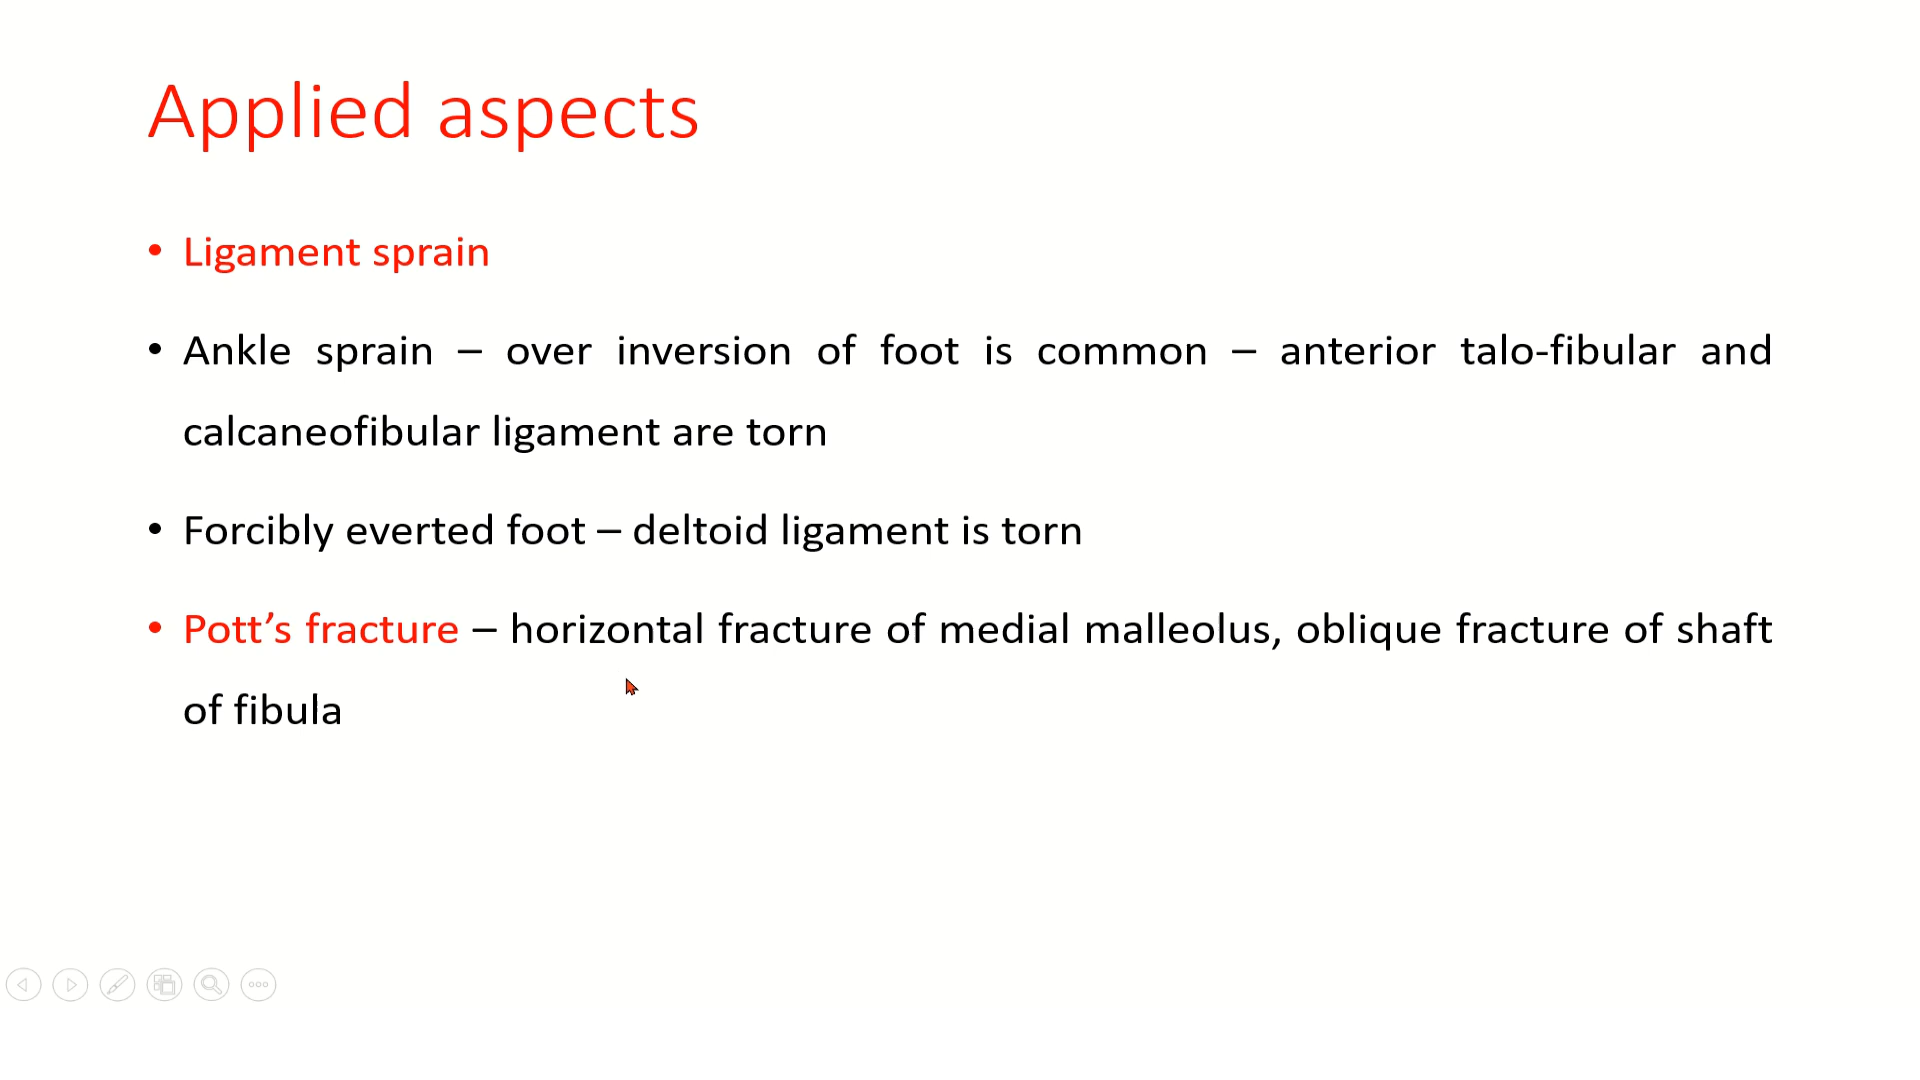 Applied aspects
• Ligament sprain
• Ankle sprain – over inversion of foot is common – anterior talo-fibular and
calcaneofibular ligament are torn
• Forcibly everted foot – deltoid ligament is torn
• Pott’s fracture – horizontal fracture of medial malleolus, oblique fracture of shaft
of fibula